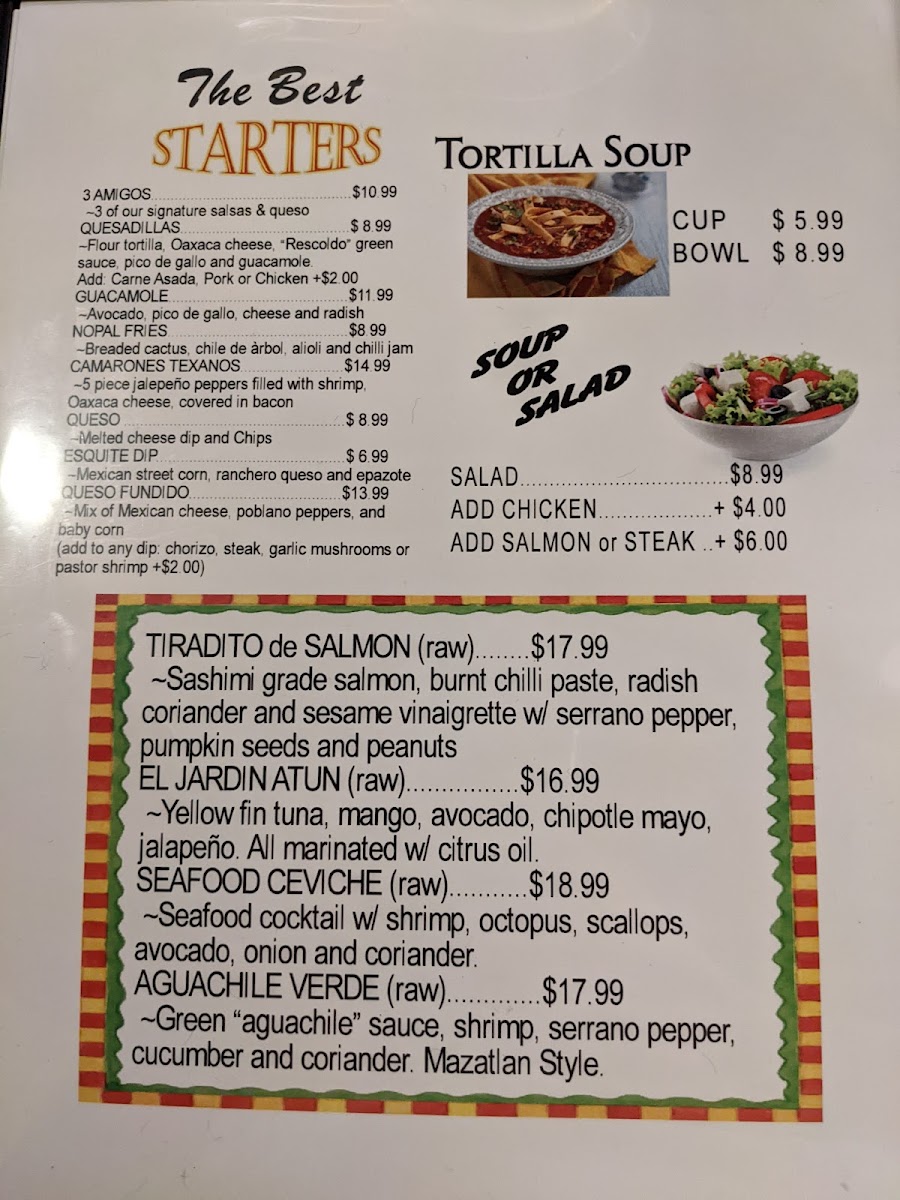 The Best
STARTERS
3 AMIGOS..........................................$10.99
~3 of our signature salsas & queso
QUESADILLAS...................................$ 8.99
~Flour tortilla, Oaxaca cheese, "Rescoldo" green
sauce, pico de gallo and guacamole.
Add: Carne Asada, Pork or Chicken +$2.00
GUACAMOLE.....................................$11.99
~Avocado, pico de gallo, cheese and radish
NOPAL FRIES.....................................$8.99
~Breaded cactus, chile de àrbol, alioli and chilli jam
CAMARONES TEXANOS.....................$14.99
~5 piece jalepeño peppers filled with shrimp,
Oaxaca cheese, covered in bacon
QUESO..............................................$ 8.99
~Melted cheese dip and Chips
ESQUITE DIP......................................$ 6.99
~Mexican street corn, ranchero queso and epazote
QUESO FUNDIDO...............................$13.99
~Mix of Mexican cheese, poblano peppers, and
baby corn
(add to any dip: chorizo, steak, garlic mushrooms or
pastor shrimp +$2.00)
TORTILLA SOUP
CUP $ 5.99
BOWL $ 8.99
SOUP
OR
SALAD
SALAD.................................$8.99
ADD CHICKEN..................+ $4.00
ADD SALMON or STEAK ..+ $6.00
TIRADITO de SALMON (raw)........$17.99
~Sashimi grade salmon, burnt chilli paste, radish
coriander and sesame vinaigrette w/ serrano pepper,
pumpkin seeds and peanuts
EL JARDIN ATUN (raw).................$16.99
~Yellow fin tuna, mango, avocado, chipotle mayo,
jalapeño. All marinated w/ citrus oil.
SEAFOOD CEVICHE (raw)...........$18.99
~Seafood cocktail w/ shrimp, octopus, scallops,
avocado, onion and coriander.
AGUACHILE VERDE (raw).............$17.99
~Green "aguachile" sauce, shrimp, serrano pepper,
cucumber and coriander. Mazatlan Style.